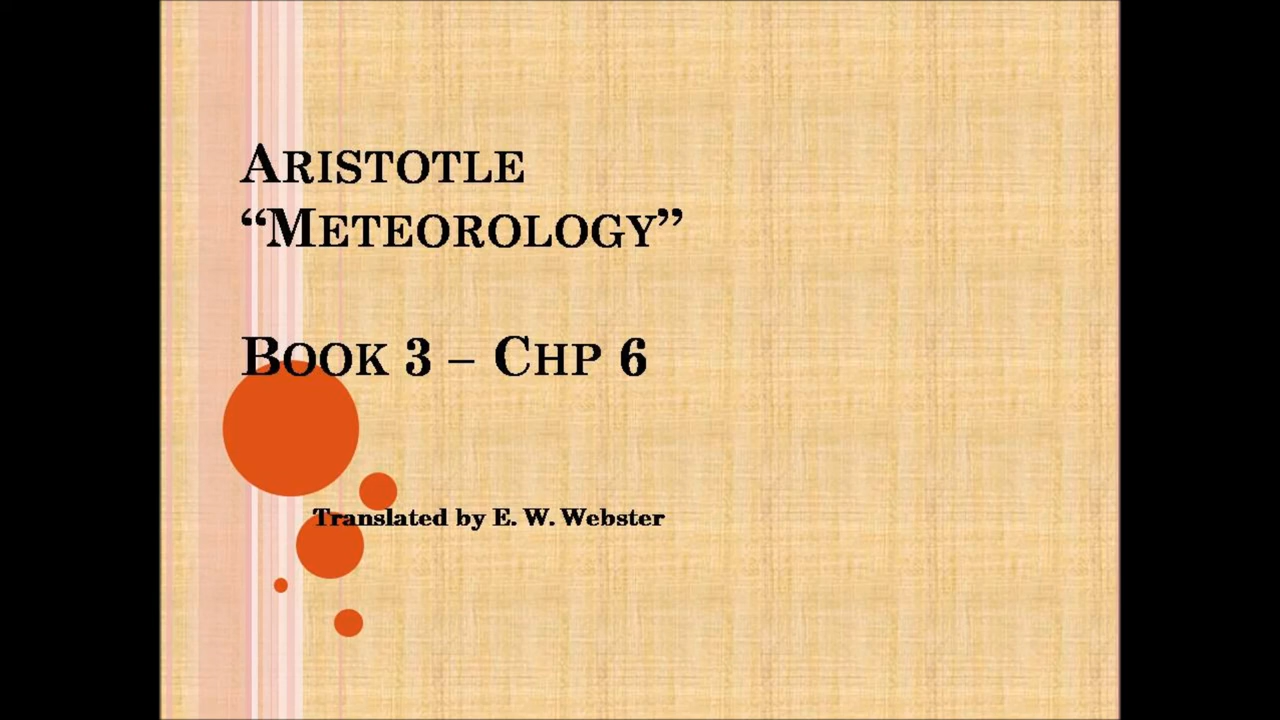 ARISTOTLE
“METEOROLOGY”
BOOK 3 – CHP 6
Translated by E. W. Webster